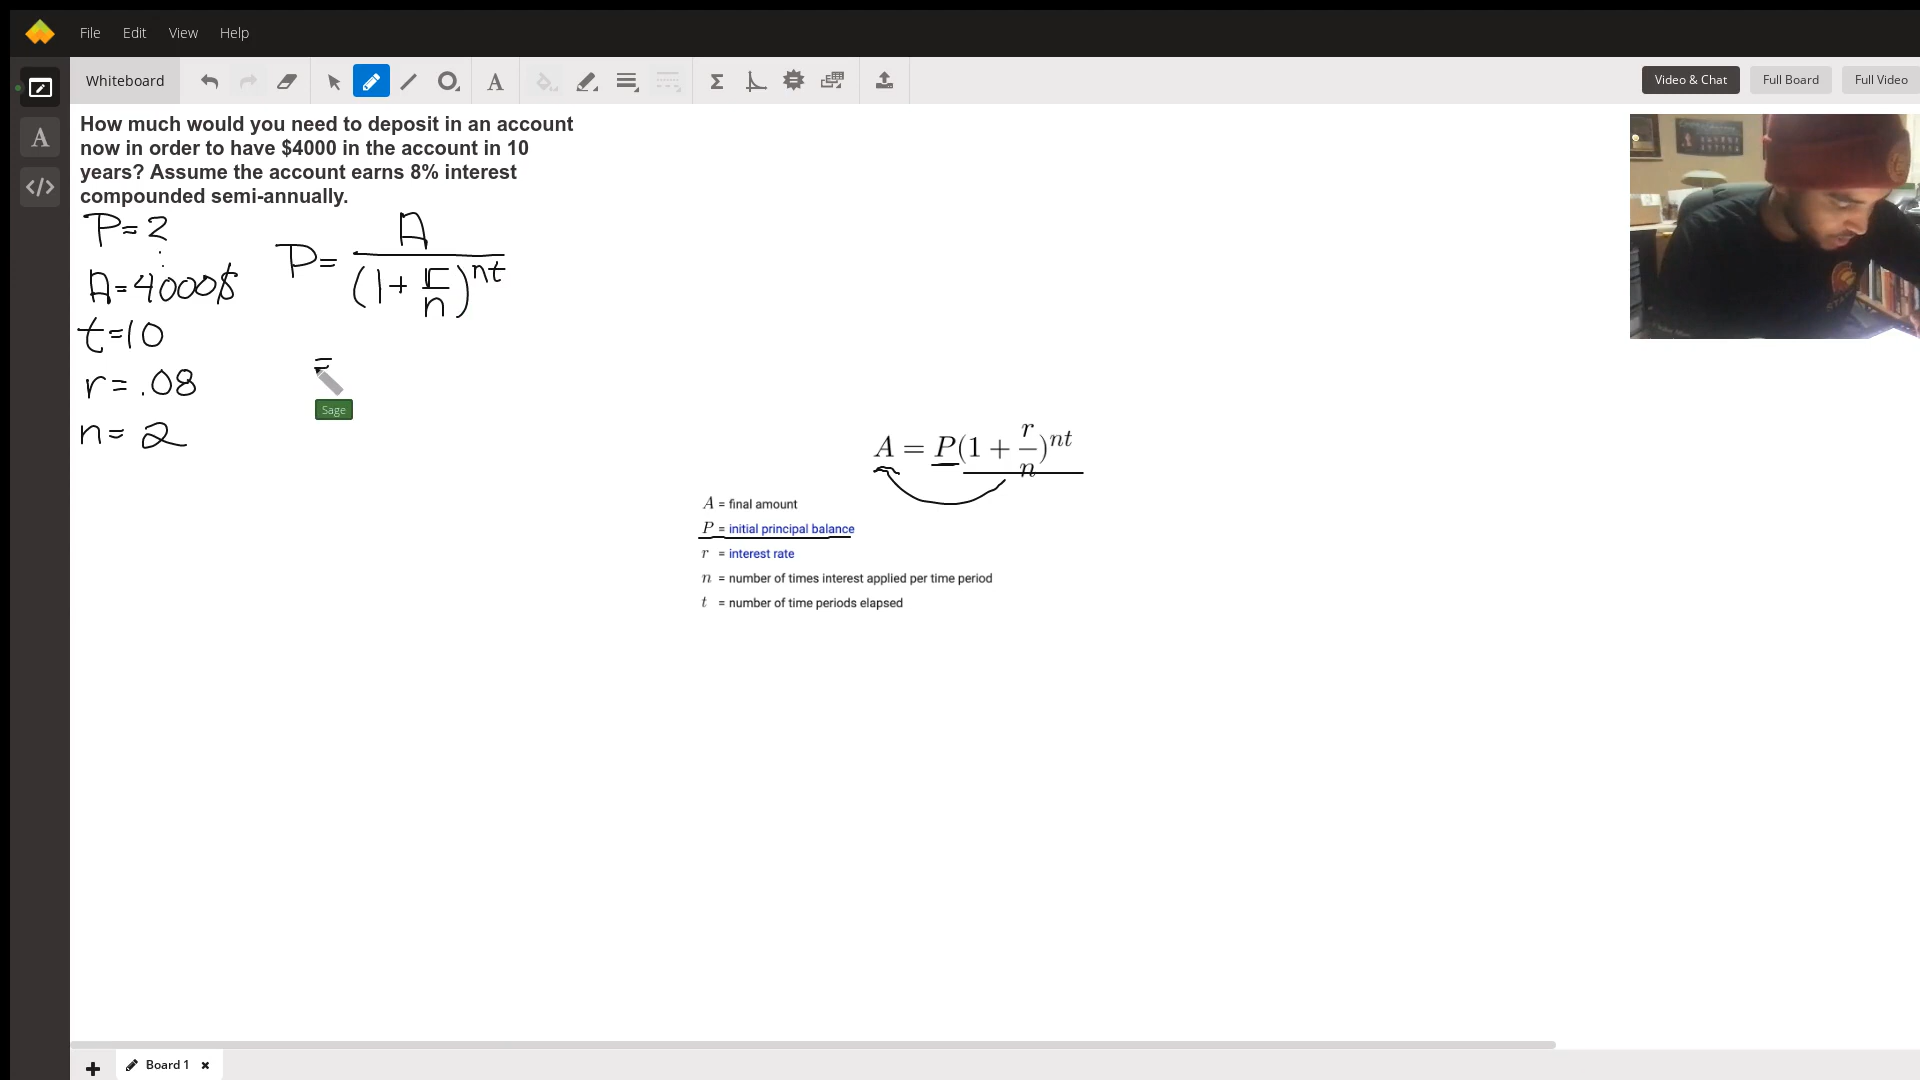 File Edit View Help
Whiteboard
Video & Chat Full Board Full Video
How much would you need to deposit in an account
now in order to have $4000 in the account in 10
years? Assume the account earns 8% interest
compounded semi-annually.
P = ?
A = 4000$
t = 10
r = .08
n = 2
P = A / (1 + r/n)^nt
=
Sage
A = P(1 + r/n)^nt
A = final amount
P = initial principal balance
r = interest rate
n = number of times interest applied per time period
t = number of time periods elapsed
Board 1